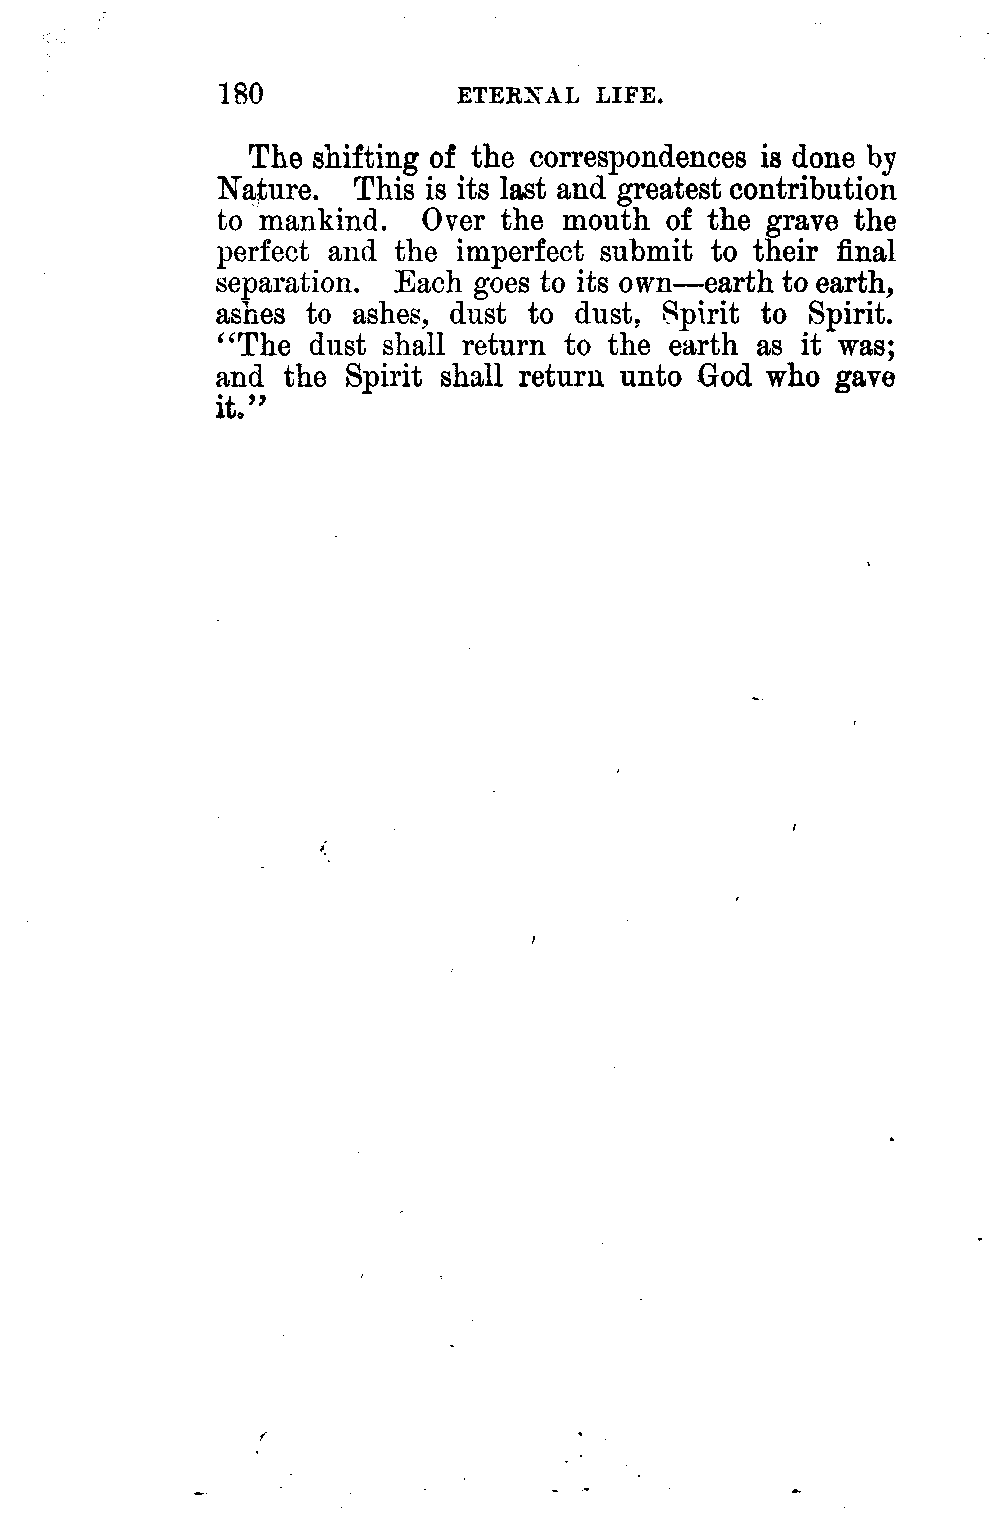 180 ETERNAL LIFE.
The shifting of the correspondences is done by
Nature. This is its last and greatest contribution
to mankind. Over the mouth of the grave the
perfect and the imperfect submit to their final
separation. Each goes to its own—earth to earth,
ashes to ashes, dust to dust, Spirit to Spirit.
“The dust shall return to the earth as it was;
and the Spirit shall return unto God who gave
it.”